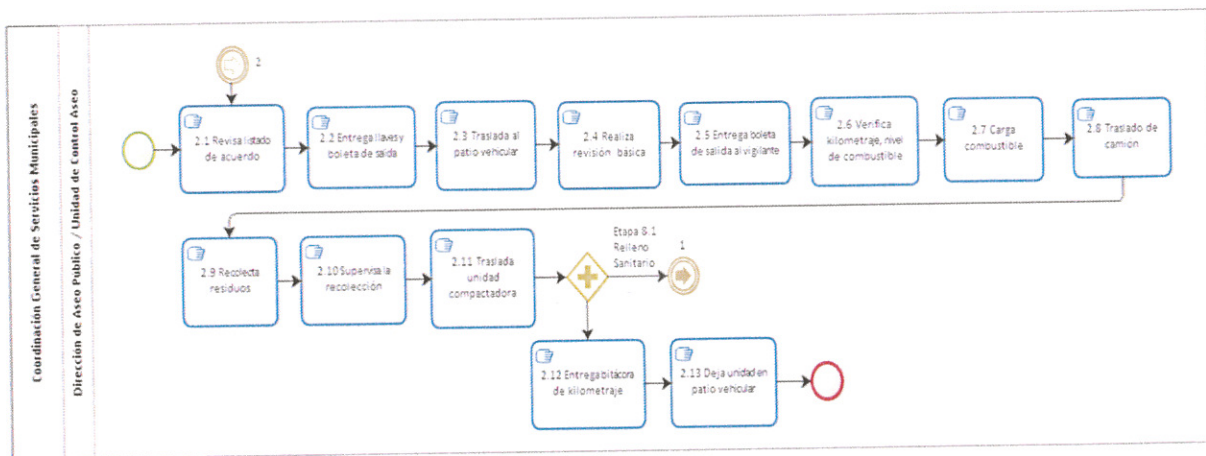 Coordinación General de Servicios Municipales
Dirección de Aseo Publico / Unidad de Control Aseo
2
2.1 Revisa listado
de acuerdo
2.2 Entrega llaves y
boleta de salida
2.3 Traslada al
patio vehicular
2.4 Realiza
revisión básica
2.5 Entrega boleta
de salida al vigilante
2.6 Verifica
kilometraje, nivel
de combustible
2.7 Carga
combustible
2.8 Traslado de
camion
2.9 Recolecta
residuos
2.10 Supervisa la
recolección
2.11 Traslada
unidad
compactadora
Etapa 8.1
Relleno
Sanitario
1
2.12 Entrega bitácora
de kilometraje
2.13 Deja unidad en
patio vehicular